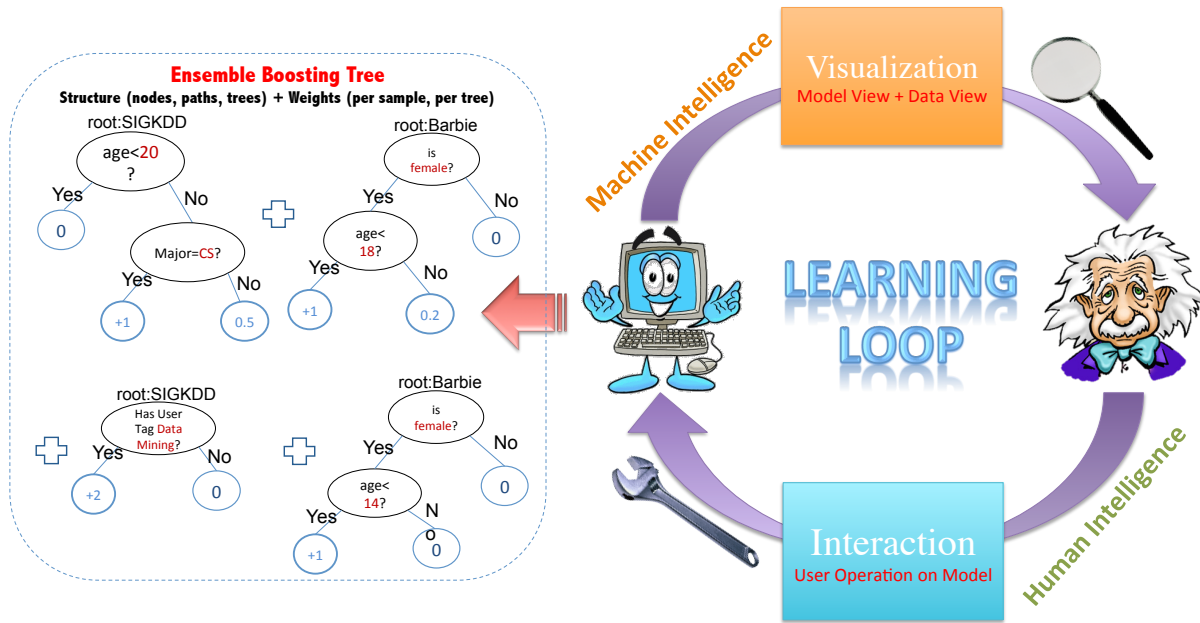 Ensemble Boosting Tree
Structure (nodes, paths, trees) + Weights (per sample, per tree)
root:SIGKDD
age<20
?
Yes
No
0
Major=CS?
Yes
No
+1
0.5
root:Barbie
is
female?
Yes
No
age<
18?
0
Yes
No
+1
0.2
root:SIGKDD
Has User
Tag Data
Mining?
Yes
No
+2
0
root:Barbie
is
female?
Yes
No
age<
14?
0
Yes
N
o
+1
0
Machine Intelligence
Visualization
Model View + Data View
LEARNING
LOOP
Interaction
User Operation on Model
Human Intelligence